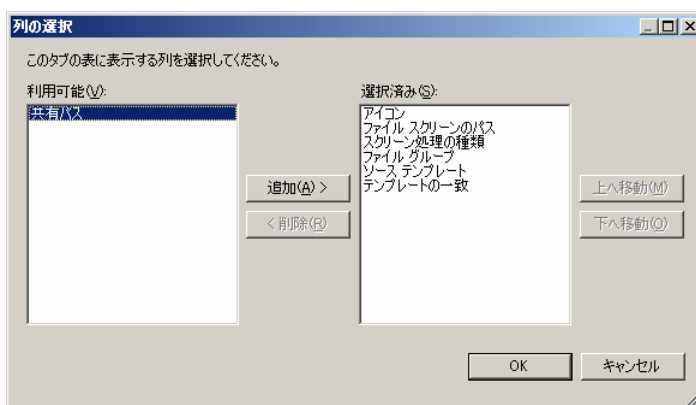 列の選択
このタブの表に表示する列を選択してください。
利用可能(V):
共有パス
追加(A) >
< 削除(R)
選択済み(S):
アイコン
ファイル スクリーンのパス
スクリーン処理の種類
ファイル グループ
ソース テンプレート
テンプレートの一致
上へ移動(M)
下へ移動(O)
OK
キャンセル